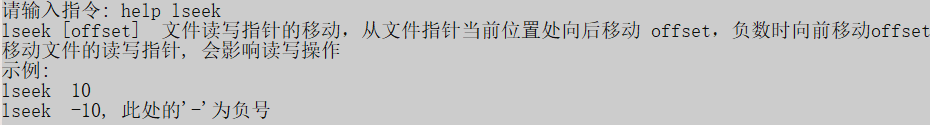 请输入指令: help lseek
lseek [offset]  文件读写指针的移动，从文件指针当前位置处向后移动 offset，负数时向前移动offset
移动文件的读写指针, 会影响读写操作
示例:
lseek  10
lseek  -10, 此处的'-'为负号